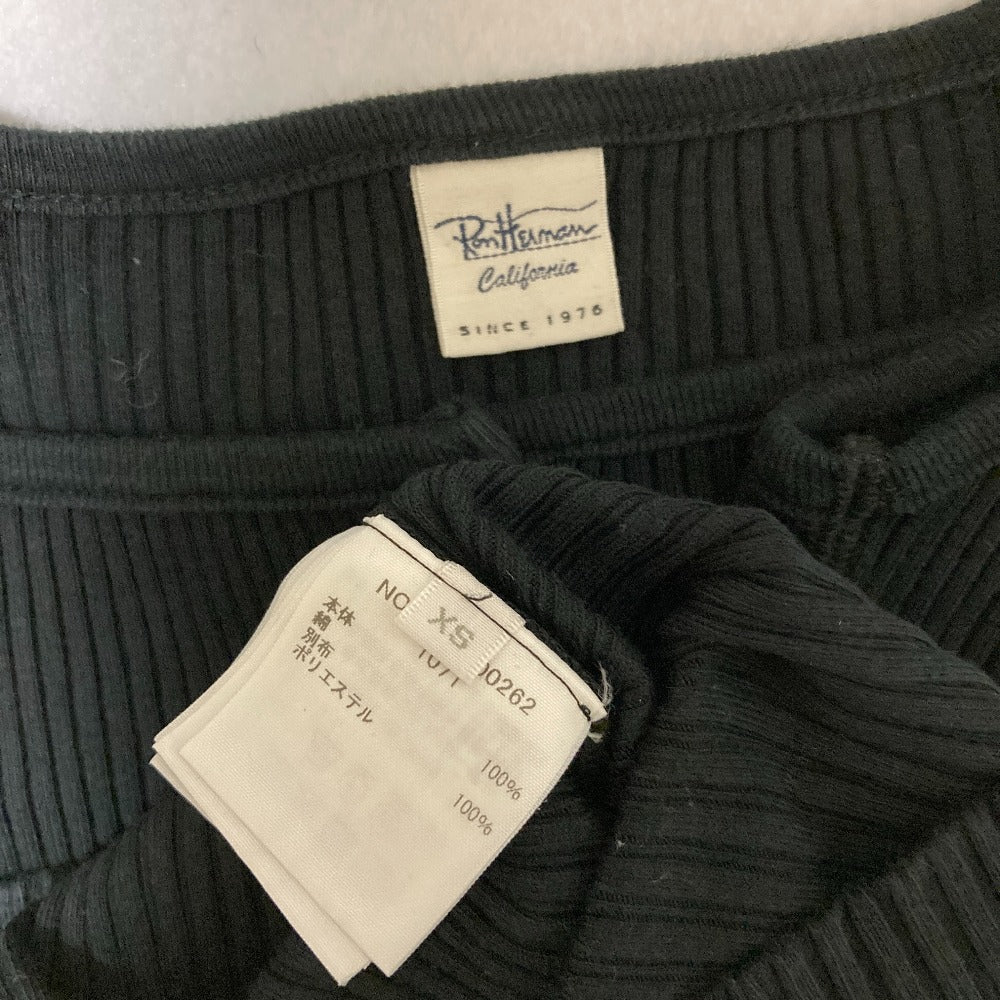 Ron Herman
California
SINCE 1976
XS
NO
00262
本体
綿 100%
別布
ポリエステル 100%